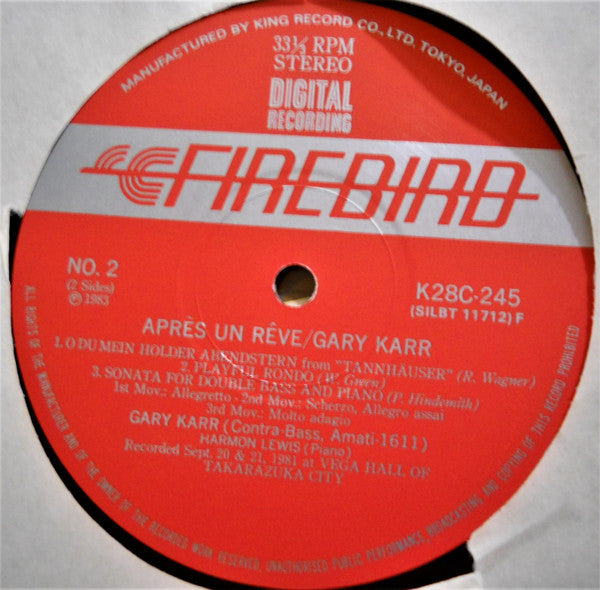 MANUFACTURED BY KING RECORD CO., LTD. TOKYO, JAPAN
33⅓ RPM
STEREO
DIGITAL
RECORDING
FIREBIRD
NO. 2
(2 Sides)
Ⓟ 1983
K28C-245
(SILBT 11712) F
APRÈS UN RÊVE/GARY KARR
1. O DU MEIN HOLDER ABENDSTERN from "TANNHÄUSER" (R. Wagner)
2. PLAYFUL RONDO (W. Green)
3. SONATA FOR DOUBLE BASS AND PIANO (P. Hindemith)
1st Mov.: Allegretto - 2nd Mov.: Scherzo, Allegro assai
3rd Mov.: Molto adagio
GARY KARR (Contra-Bass, Amati-1611)
HARMON LEWIS (Piano)
Recorded Sept. 20 & 21, 1981 at VEGA HALL OF
TAKARAZUKA CITY
ALL RIGHTS OF THE MANUFACTURER AND OF THE OWNER OF THE RECORDED WORK RESERVED. UNAUTHORISED PUBLIC PERFORMANCE, BROADCASTING AND COPYING OF THIS RECORD PROHIBITED